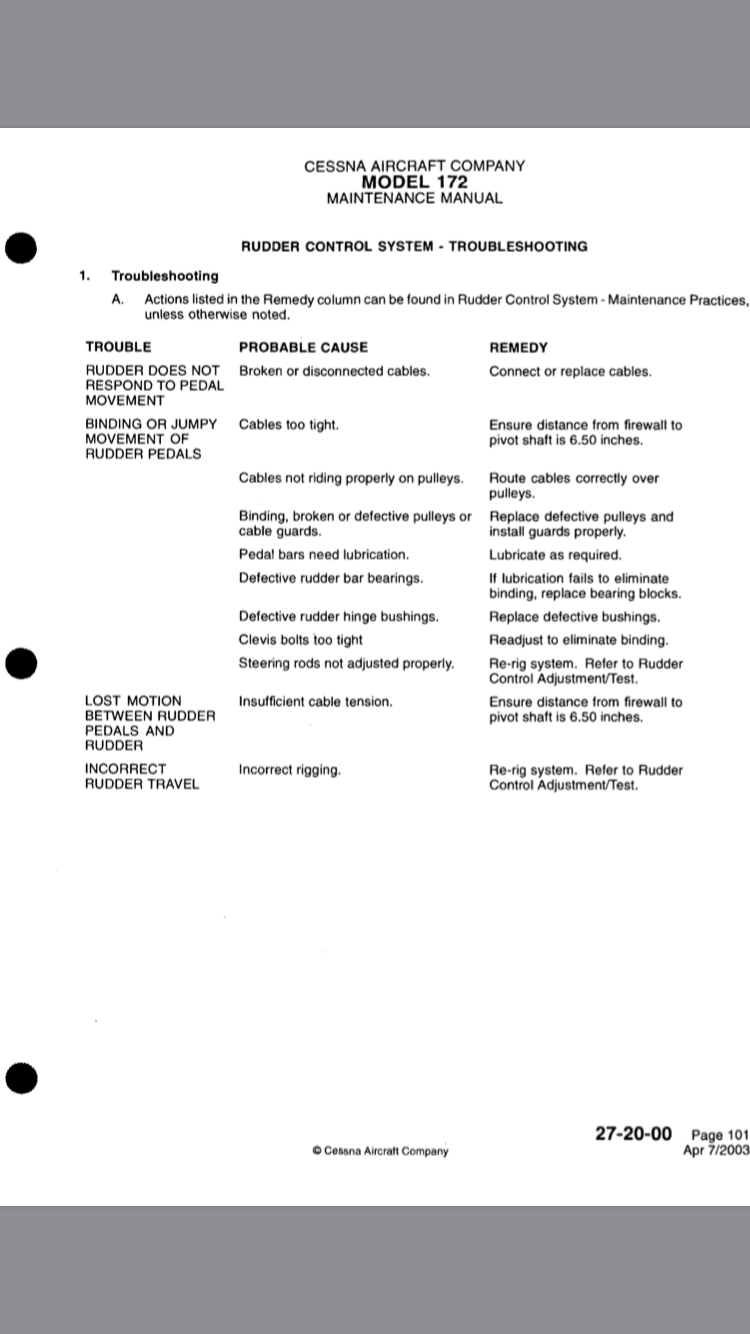 CESSNA AIRCRAFT COMPANY
MODEL 172
MAINTENANCE MANUAL
RUDDER CONTROL SYSTEM - TROUBLESHOOTING
1. Troubleshooting
A. Actions listed in the Remedy column can be found in Rudder Control System - Maintenance Practices,
unless otherwise noted.
TROUBLE PROBABLE CAUSE REMEDY
RUDDER DOES NOT Broken or disconnected cables. Connect or replace cables.
RESPOND TO PEDAL
MOVEMENT
BINDING OR JUMPY Cables too tight. Ensure distance from firewall to
MOVEMENT OF pivot shaft is 6.50 inches.
RUDDER PEDALS
Cables not riding properly on pulleys. Route cables correctly over
pulleys.
Binding, broken or defective pulleys or Replace defective pulleys and
cable guards. install guards properly.
Pedal bars need lubrication. Lubricate as required.
Defective rudder bar bearings. If lubrication fails to eliminate
binding, replace bearing blocks.
Defective rudder hinge bushings. Replace defective bushings.
Clevis bolts too tight Readjust to eliminate binding.
Steering rods not adjusted properly. Re-rig system. Refer to Rudder
Control Adjustment/Test.
LOST MOTION Insufficient cable tension. Ensure distance from firewall to
BETWEEN RUDDER pivot shaft is 6.50 inches.
PEDALS AND
RUDDER
INCORRECT Incorrect rigging. Re-rig system. Refer to Rudder
RUDDER TRAVEL Control Adjustment/Test.
27-20-00 Page 101
© Cessna Aircraft Company Apr 7/2003